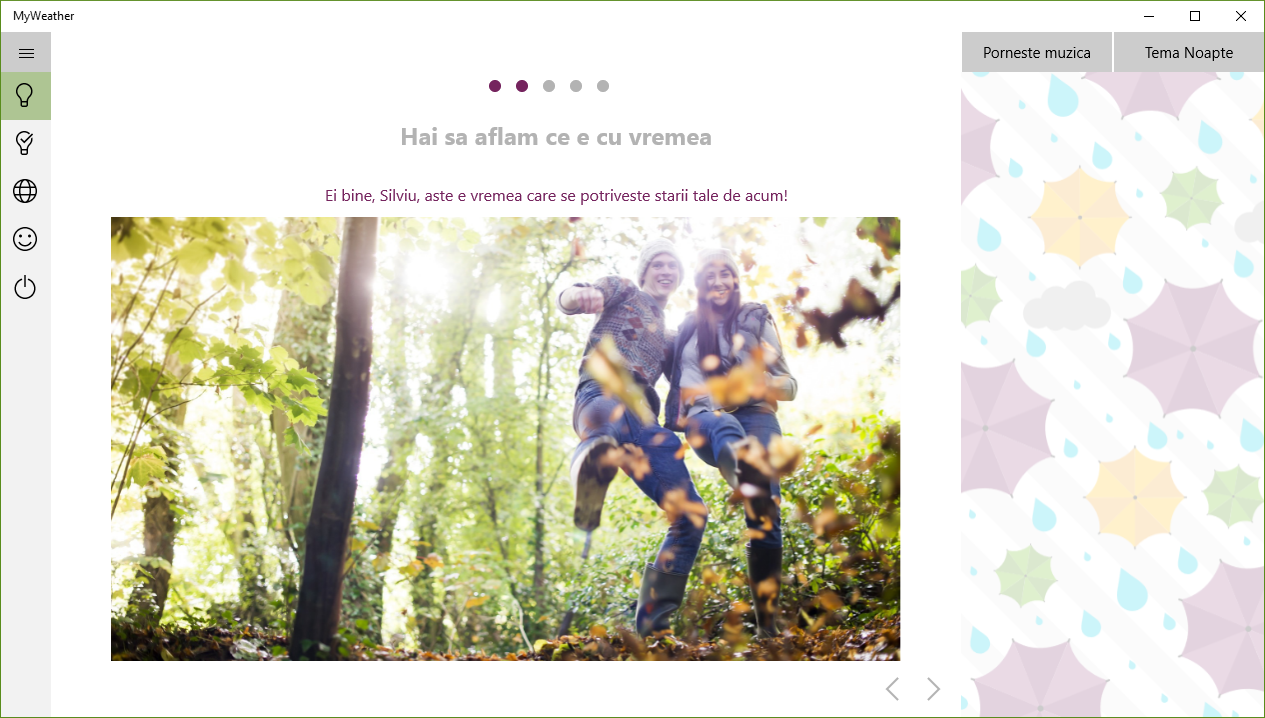 MyWeather
Porneste muzica
Tema Noapte
Hai sa aflam ce e cu vremea
Ei bine, Silviu, aste e vremea care se potriveste starii tale de acum!